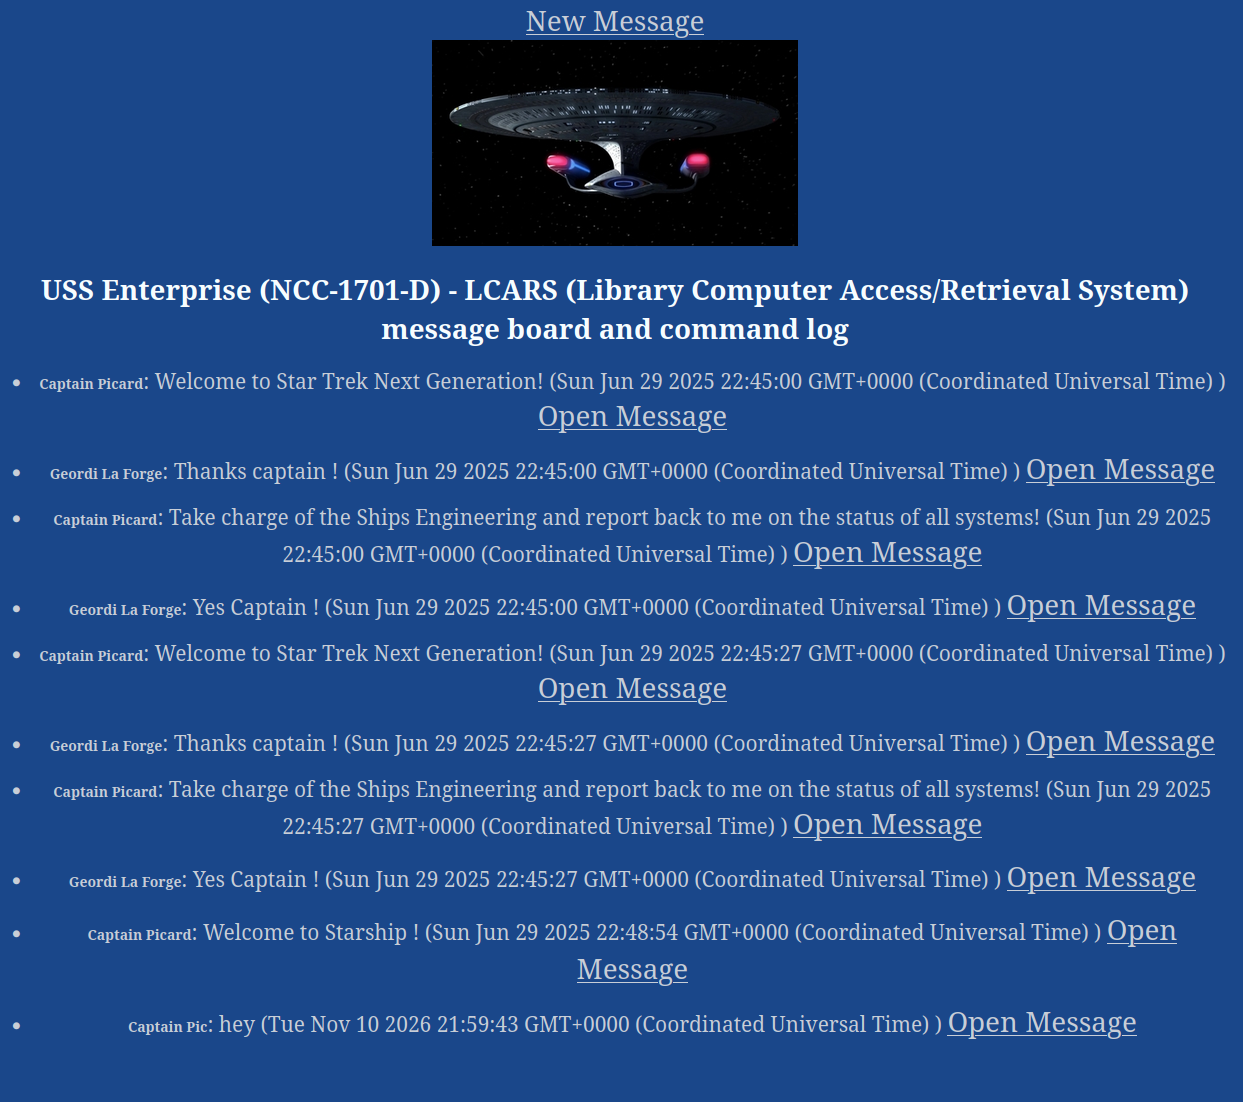 New Message
USS Enterprise (NCC-1701-D) - LCARS (Library Computer Access/Retrieval System)
message board and command log
• Captain Picard: Welcome to Star Trek Next Generation! (Sun Jun 29 2025 22:45:00 GMT+0000 (Coordinated Universal Time) )
Open Message
• Geordi La Forge: Thanks captain ! (Sun Jun 29 2025 22:45:00 GMT+0000 (Coordinated Universal Time) ) Open Message
• Captain Picard: Take charge of the Ships Engineering and report back to me on the status of all systems! (Sun Jun 29 2025
22:45:00 GMT+0000 (Coordinated Universal Time) ) Open Message
• Geordi La Forge: Yes Captain ! (Sun Jun 29 2025 22:45:00 GMT+0000 (Coordinated Universal Time) ) Open Message
• Captain Picard: Welcome to Star Trek Next Generation! (Sun Jun 29 2025 22:45:27 GMT+0000 (Coordinated Universal Time) )
Open Message
• Geordi La Forge: Thanks captain ! (Sun Jun 29 2025 22:45:27 GMT+0000 (Coordinated Universal Time) ) Open Message
• Captain Picard: Take charge of the Ships Engineering and report back to me on the status of all systems! (Sun Jun 29 2025
22:45:27 GMT+0000 (Coordinated Universal Time) ) Open Message
• Geordi La Forge: Yes Captain ! (Sun Jun 29 2025 22:45:27 GMT+0000 (Coordinated Universal Time) ) Open Message
• Captain Picard: Welcome to Starship ! (Sun Jun 29 2025 22:48:54 GMT+0000 (Coordinated Universal Time) ) Open
Message
• Captain Pic: hey (Tue Nov 10 2026 21:59:43 GMT+0000 (Coordinated Universal Time) ) Open Message